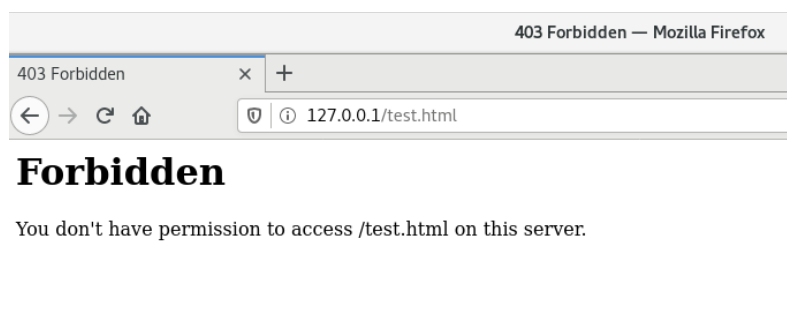 403 Forbidden — Mozilla Firefox
403 Forbidden
127.0.0.1/test.html
Forbidden
You don't have permission to access /test.html on this server.